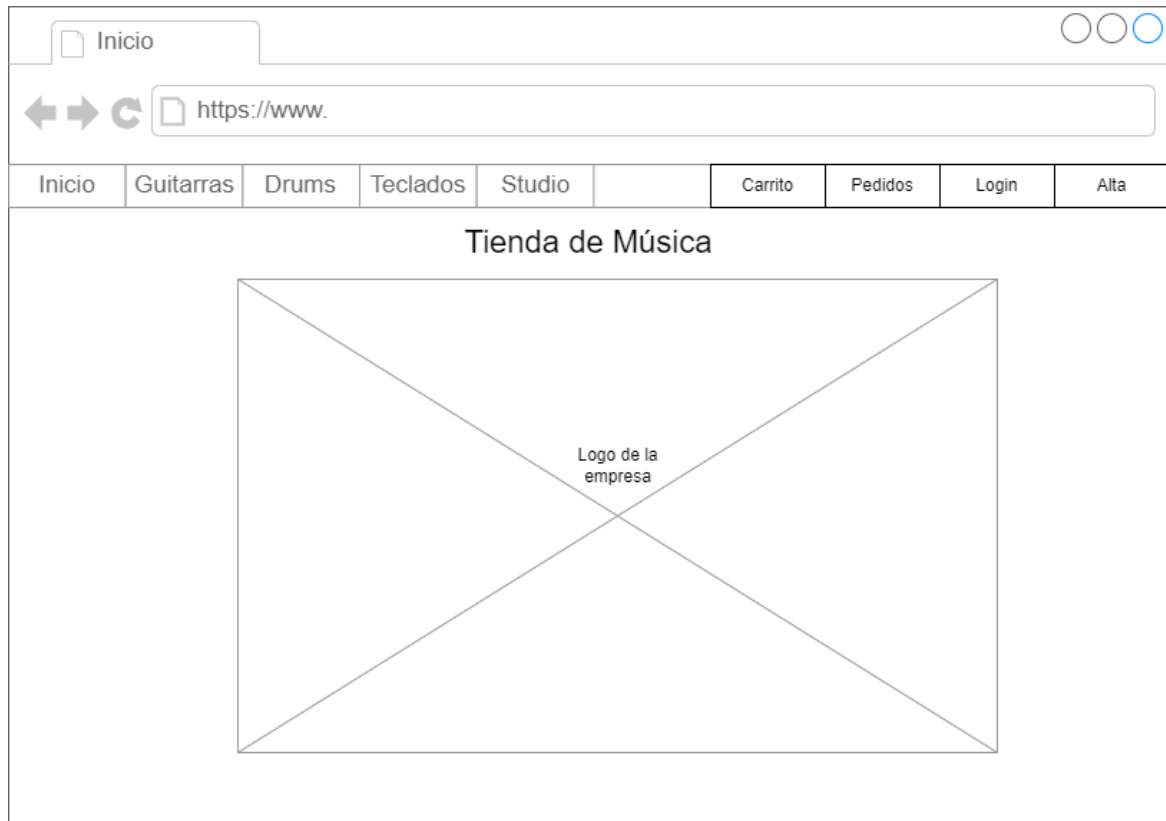 Inicio
https://www.
Inicio Guitarras Drums Teclados Studio Carrito Pedidos Login Alta
Tienda de Música
Logo de la
empresa